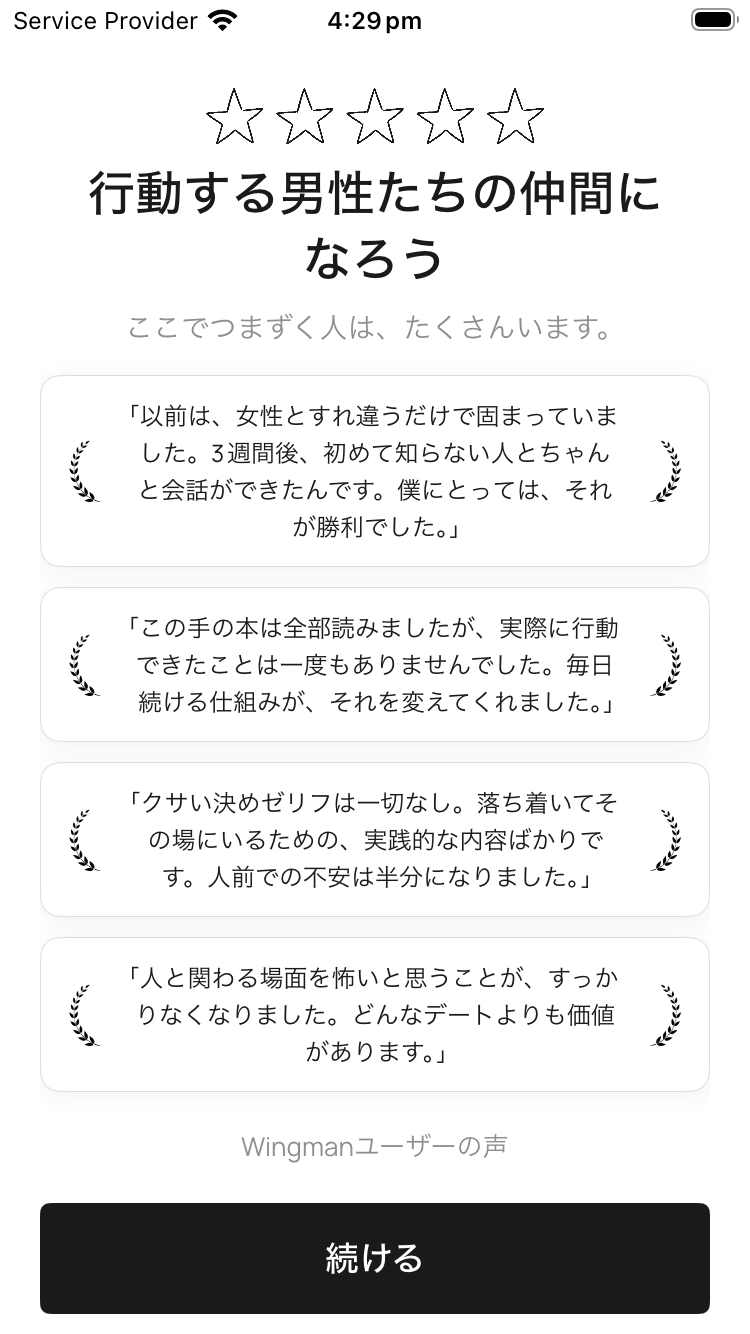 Service Provider 4:29 pm
行動する男性たちの仲間に
なろう
ここでつまずく人は、たくさんいます。
「以前は、女性とすれ違うだけで固まっていま
した。3週間後、初めて知らない人とちゃん
と会話ができたんです。僕にとっては、それ
が勝利でした。」
「この手の本は全部読みましたが、実際に行動
できたことは一度もありませんでした。毎日
続ける仕組みが、それを変えてくれました。」
「クサい決めゼリフは一切なし。落ち着いてそ
の場にいるための、実践的な内容ばかりで
す。人前での不安は半分になりました。」
「人と関わる場面を怖いと思うことが、すっか
りなくなりました。どんなデートよりも価値
があります。」
Wingmanユーザーの声
続ける